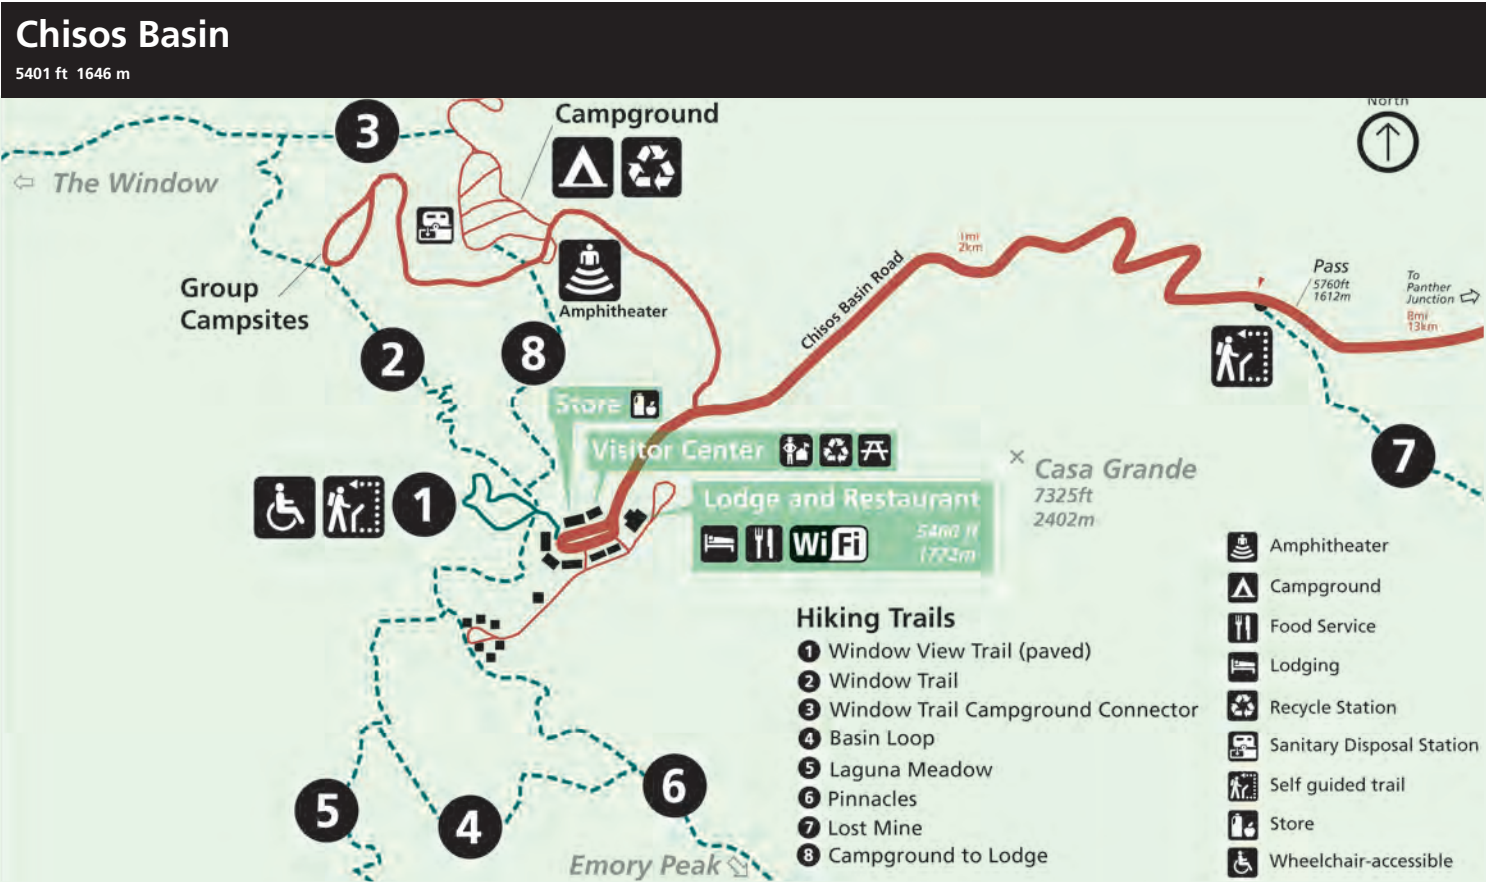 Chisos Basin
5401 ft 1646 m
North
3
Campground
The Window
1mi
2km
Chisos Basin Road
Pass
5760ft
1612m
To
Panther
Junction
8mi
13km
Group
Campsites
Amphitheater
2
8
Store
Visitor Center
7
Casa Grande
7325ft
2402m
1
Lodge and Restaurant
WiFi
1772m
Amphitheater
Campground
Food Service
Lodging
Recycle Station
Sanitary Disposal Station
Self guided trail
Store
Wheelchair-accessible
Hiking Trails
1 Window View Trail (paved)
2 Window Trail
3 Window Trail Campground Connector
4 Basin Loop
5 Laguna Meadow
6 Pinnacles
7 Lost Mine
8 Campground to Lodge
6
5
4
Emory Peak